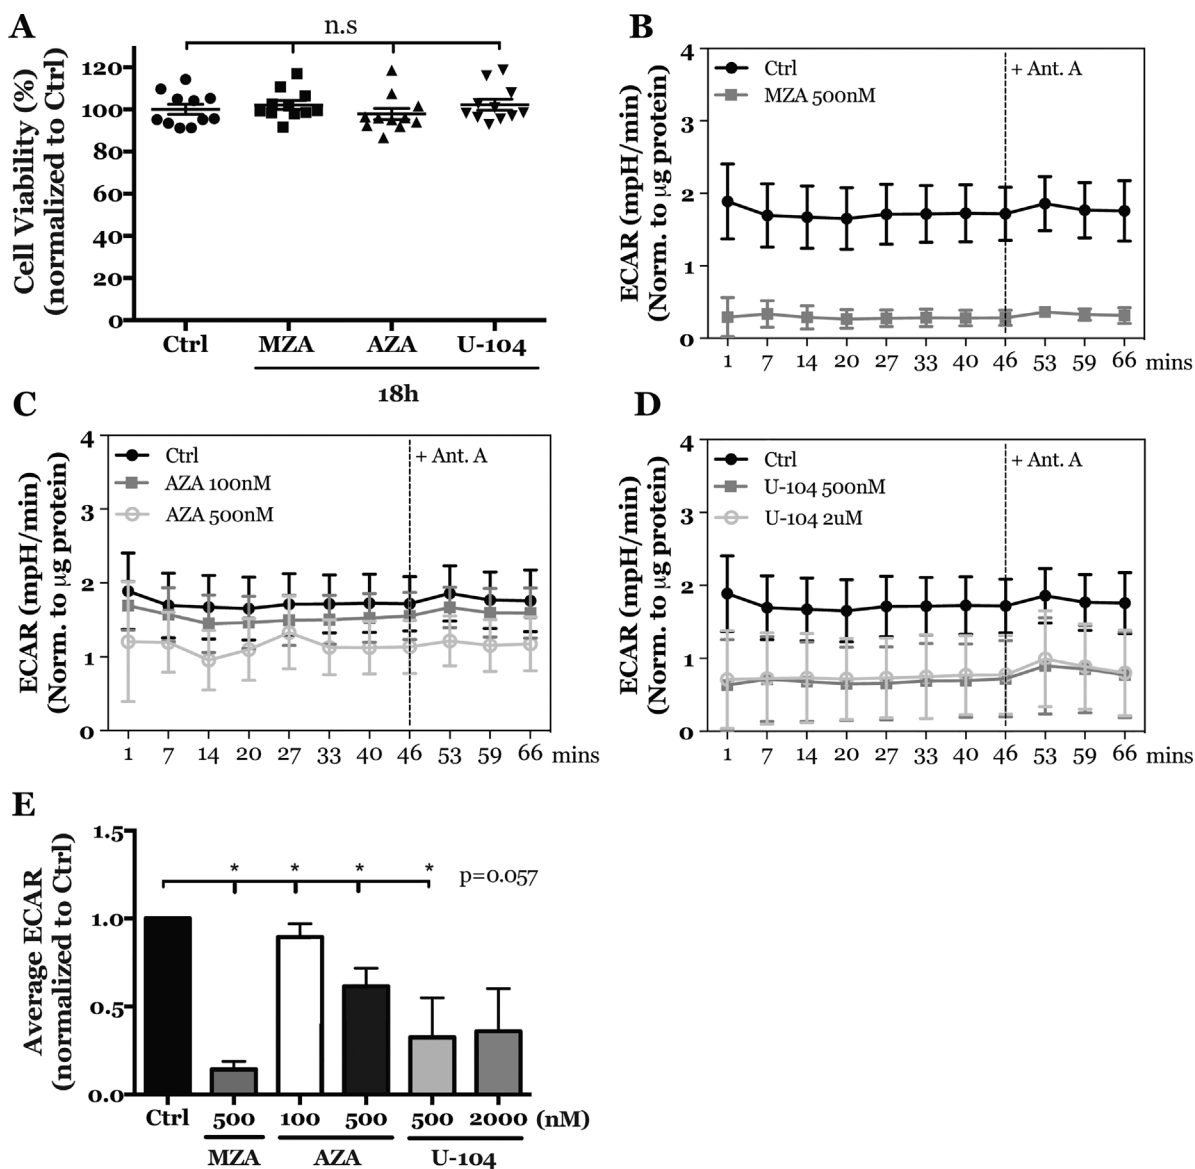 A
n.s
Cell Viability (%)
(normalized to Ctrl)
120
100
80
60
40
20
0
Ctrl MZA AZA U-104
18h
B
ECAR (mpH/min)
(Norm. to µg protein)
4
3
2
1
0
Ctrl
MZA 500nM
+ Ant. A
1 7 14 20 27 33 40 46 53 59 66 mins
C
ECAR (mpH/min)
(Norm. to µg protein)
4
3
2
1
0
Ctrl
AZA 100nM
AZA 500nM
+ Ant. A
1 7 14 20 27 33 40 46 53 59 66 mins
D
ECAR (mpH/min)
(Norm. to µg protein)
4
3
2
1
0
Ctrl
U-104 500nM
U-104 2uM
+ Ant. A
1 7 14 20 27 33 40 46 53 59 66 mins
E
Average ECAR
(normalized to Ctrl)
1.5
1.0
0.5
0.0
* * * * p=0.057
Ctrl 500 100 500 500 2000 (nM)
MZA AZA U-104